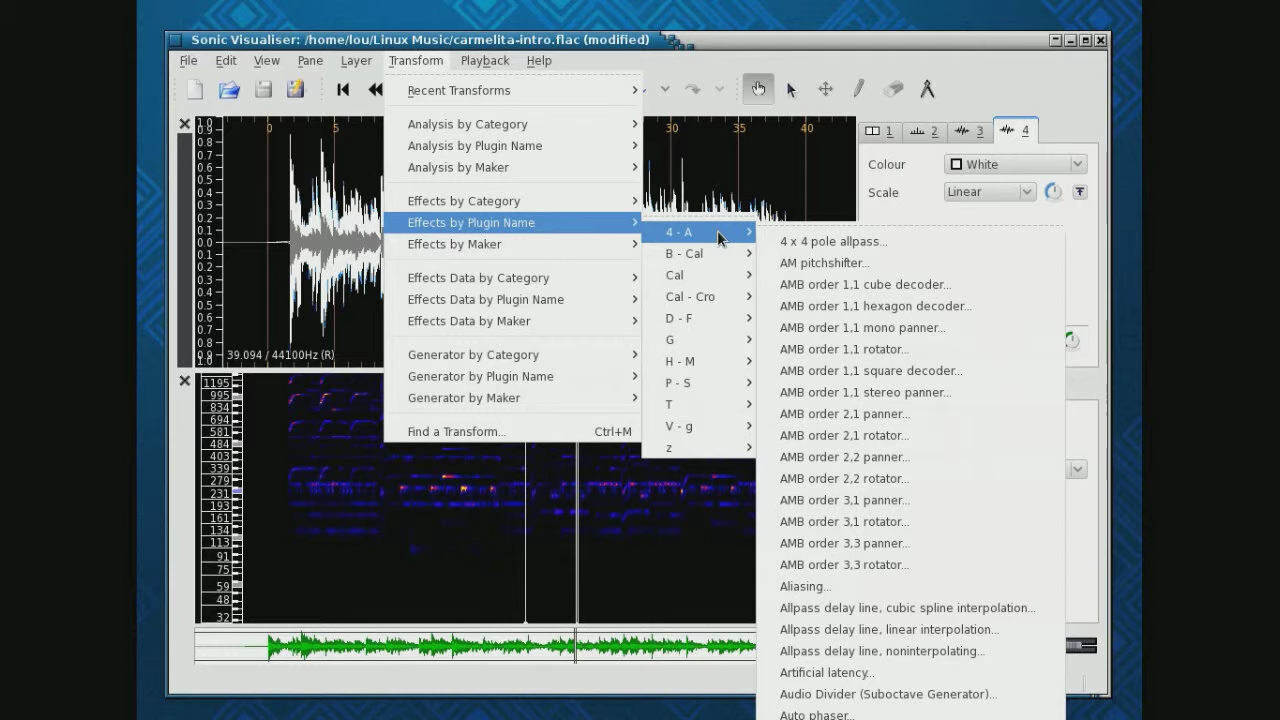 Sonic Visualiser: /home/lou/Linux Music/carmelita-intro.flac (modified)
File Edit View Pane Layer Transform Playback Help
Recent Transforms
Analysis by Category
Analysis by Plugin Name
Analysis by Maker
Effects by Category
Effects by Plugin Name
Effects by Maker
Effects Data by Category
Effects Data by Plugin Name
Effects Data by Maker
Generator by Category
Generator by Plugin Name
Generator by Maker
Find a Transform... Ctrl+M
4 - A
B - Cal
Cal
Cal - Cro
D - F
G
H - M
P - S
T
V - g
z
4 x 4 pole allpass...
AM pitchshifter...
AMB order 1,1 cube decoder...
AMB order 1,1 hexagon decoder...
AMB order 1,1 mono panner...
AMB order 1,1 rotator...
AMB order 1,1 square decoder...
AMB order 1,1 stereo panner...
AMB order 2,1 panner...
AMB order 2,1 rotator...
AMB order 2,2 panner...
AMB order 2,2 rotator...
AMB order 3,1 panner...
AMB order 3,1 rotator...
AMB order 3,3 panner...
AMB order 3,3 rotator...
Aliasing...
Allpass delay line, cubic spline interpolation...
Allpass delay line, linear interpolation...
Allpass delay line, noninterpolating...
Artificial latency...
Audio Divider (Suboctave Generator)...
Auto phaser...
1 2 3 4
Colour White
Scale Linear
0 5 30 35 40
1.0
0.9
0.8
0.7
0.6
0.5
0.4
0.3
0.2
0.1
0.0
0.1
0.2
0.3
0.4
0.5
0.6
0.7
0.8
0.9
1.0
39.094 / 44100Hz (R)
1195
995
834
694
581
484
403
339
279
231
193
161
134
113
91
75
59
48
32